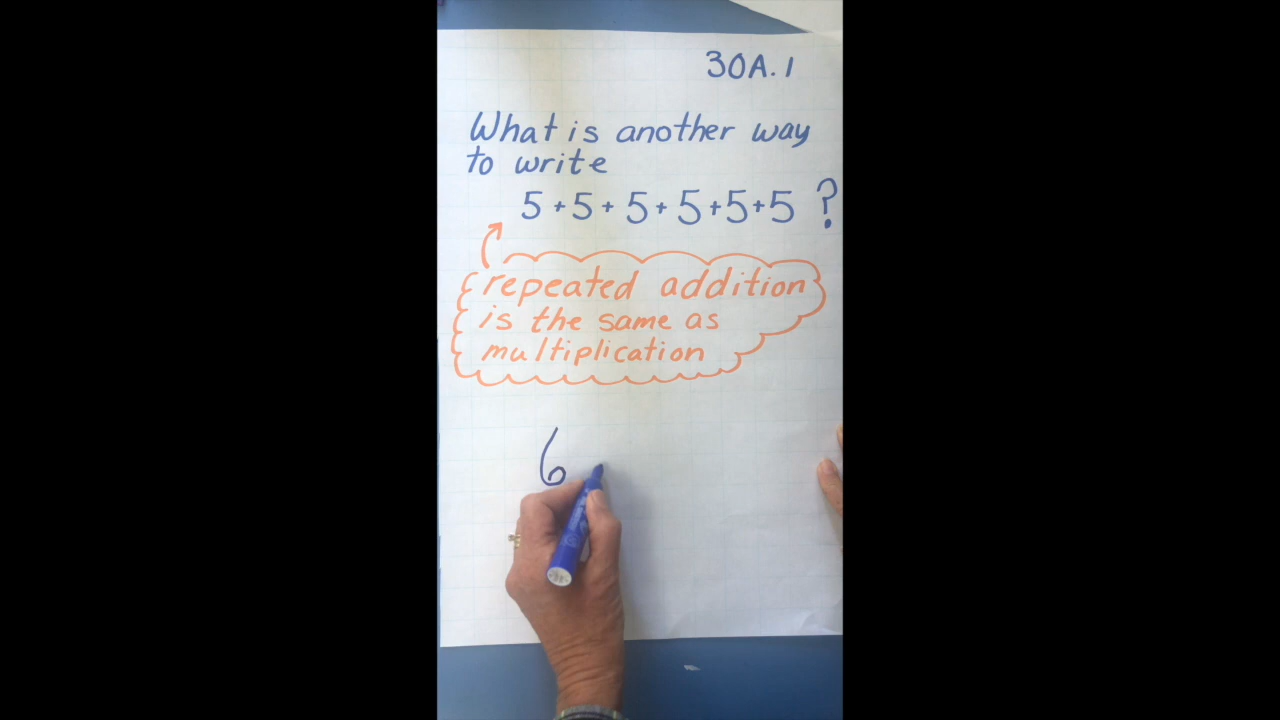 30A.1
What is another way
to write
5+5+5+5+5+5 ?
repeated addition
is the same as
multiplication
6